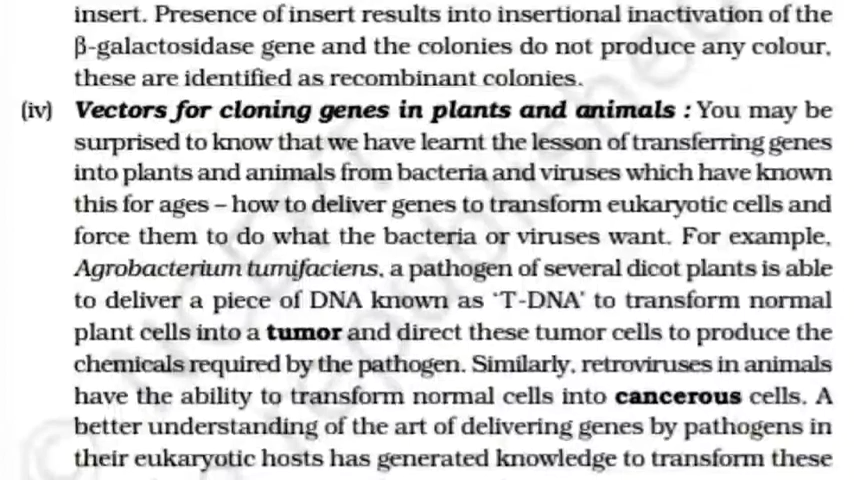 insert. Presence of insert results into insertional inactivation of the
β-galactosidase gene and the colonies do not produce any colour,
these are identified as recombinant colonies.
(iv) Vectors for cloning genes in plants and animals : You may be
surprised to know that we have learnt the lesson of transferring genes
into plants and animals from bacteria and viruses which have known
this for ages – how to deliver genes to transform eukaryotic cells and
force them to do what the bacteria or viruses want. For example,
Agrobacterium tumifaciens, a pathogen of several dicot plants is able
to deliver a piece of DNA known as 'T-DNA' to transform normal
plant cells into a tumor and direct these tumor cells to produce the
chemicals required by the pathogen. Similarly, retroviruses in animals
have the ability to transform normal cells into cancerous cells. A
better understanding of the art of delivering genes by pathogens in
their eukaryotic hosts has generated knowledge to transform these
© NCERT
republished